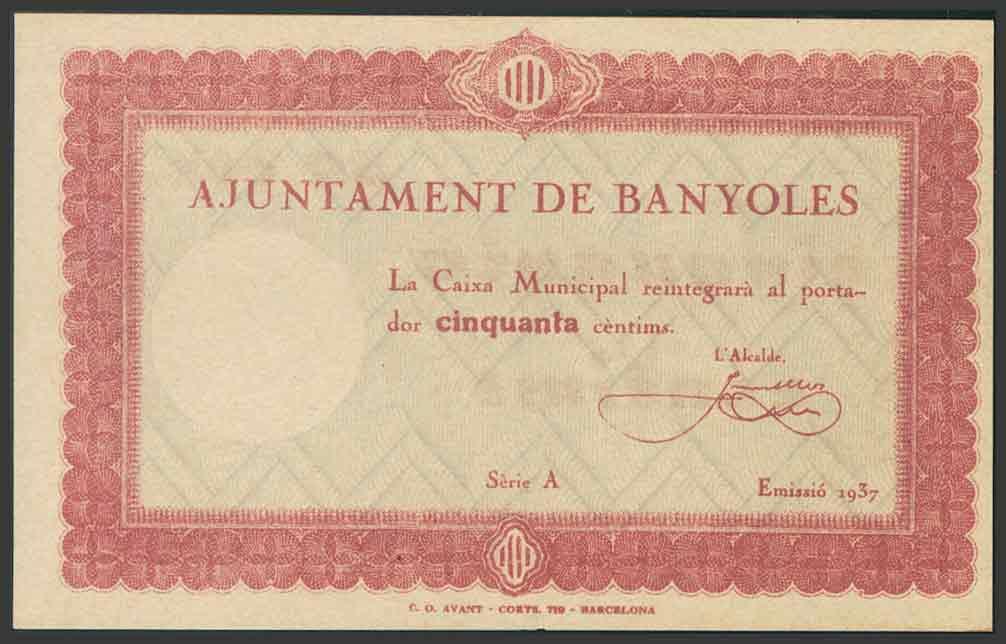 AJUNTAMENT DE BANYOLES
La Caixa Municipal reintegrarà al porta-
dor cinquanta cèntims.
L'Alcalde,
Sèrie A
Emissió 1937
C. O. AVANT - CORTS, 719 - BARCELONA